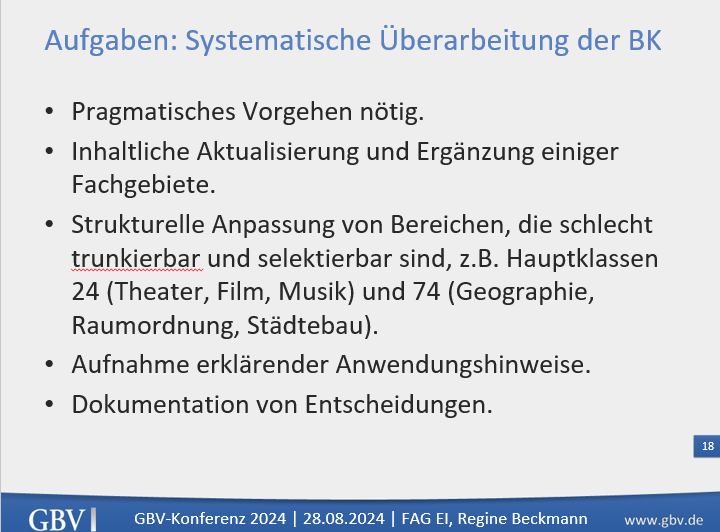 Aufgaben: Systematische Überarbeitung der BK
• Pragmatisches Vorgehen nötig.
• Inhaltliche Aktualisierung und Ergänzung einiger
Fachgebiete.
• Strukturelle Anpassung von Bereichen, die schlecht
trunkierbar und selektierbar sind, z.B. Hauptklassen
24 (Theater, Film, Musik) und 74 (Geographie,
Raumordnung, Städtebau).
• Aufnahme erklärender Anwendungshinweise.
• Dokumentation von Entscheidungen.
18
GBV
GBV-Konferenz 2024 | 28.08.2024 | FAG EI, Regine Beckmann
www.gbv.de